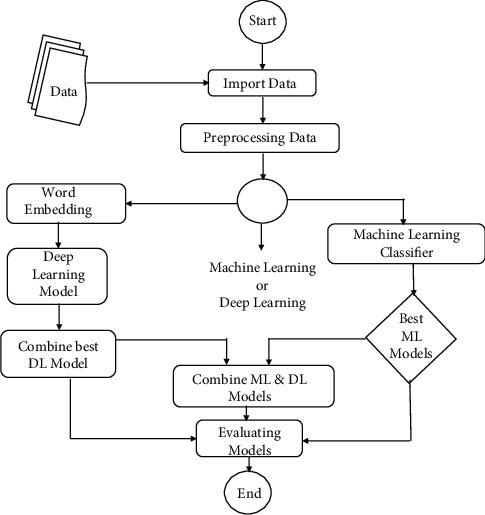 Start
Data
Import Data
Preprocessing Data
Word
Embedding
Machine Learning
Classifier
Machine Learning
or
Deep Learning
Deep
Learning
Model
Best
ML
Models
Combine best
DL Model
Combine ML & DL
Models
Evaluating
Models
End